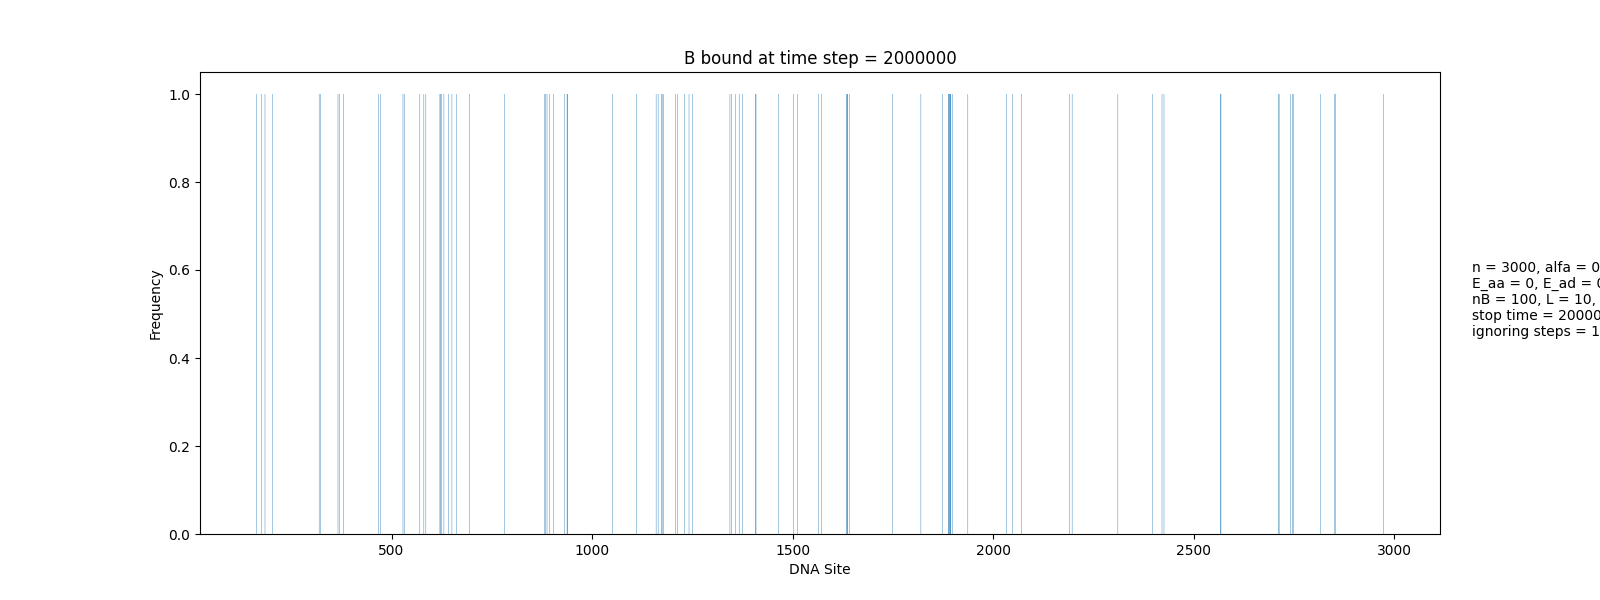 B bound at time step = 2000000
1.0
0.8
0.6
0.4
0.2
0.0
Frequency
500 1000 1500 2000 2500 3000
DNA Site
n = 3000, alfa = 0
E_aa = 0, E_ad = 0
nB = 100, L = 10,
stop time = 20000
ignoring steps = 1